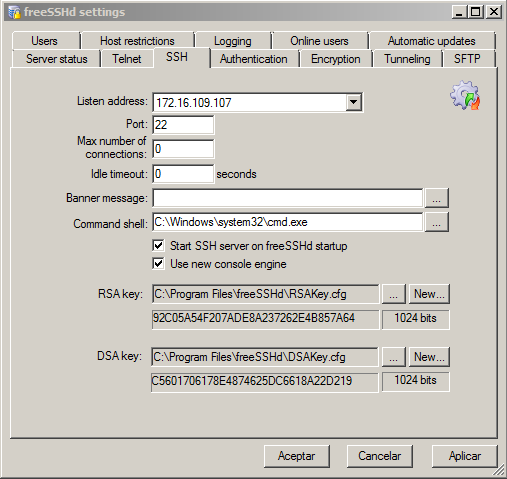 freeSSHd settings
Users Host restrictions Logging Online users Automatic updates
Server status Telnet SSH Authentication Encryption Tunneling SFTP
Listen address: 172.16.109.107
Port: 22
Max number of
connections: 0
Idle timeout: 0 seconds
Banner message: ...
Command shell: C:\Windows\system32\cmd.exe ...
Start SSH server on freeSSHd startup
Use new console engine
RSA key: C:\Program Files\freeSSHd\RSAKey.cfg ... New...
92C05A54F207ADE8A237262E4B857A64 1024 bits
DSA key: C:\Program Files\freeSSHd\DSAKey.cfg ... New...
C5601706178E4874625DC6618A22D219 1024 bits
Aceptar Cancelar Aplicar